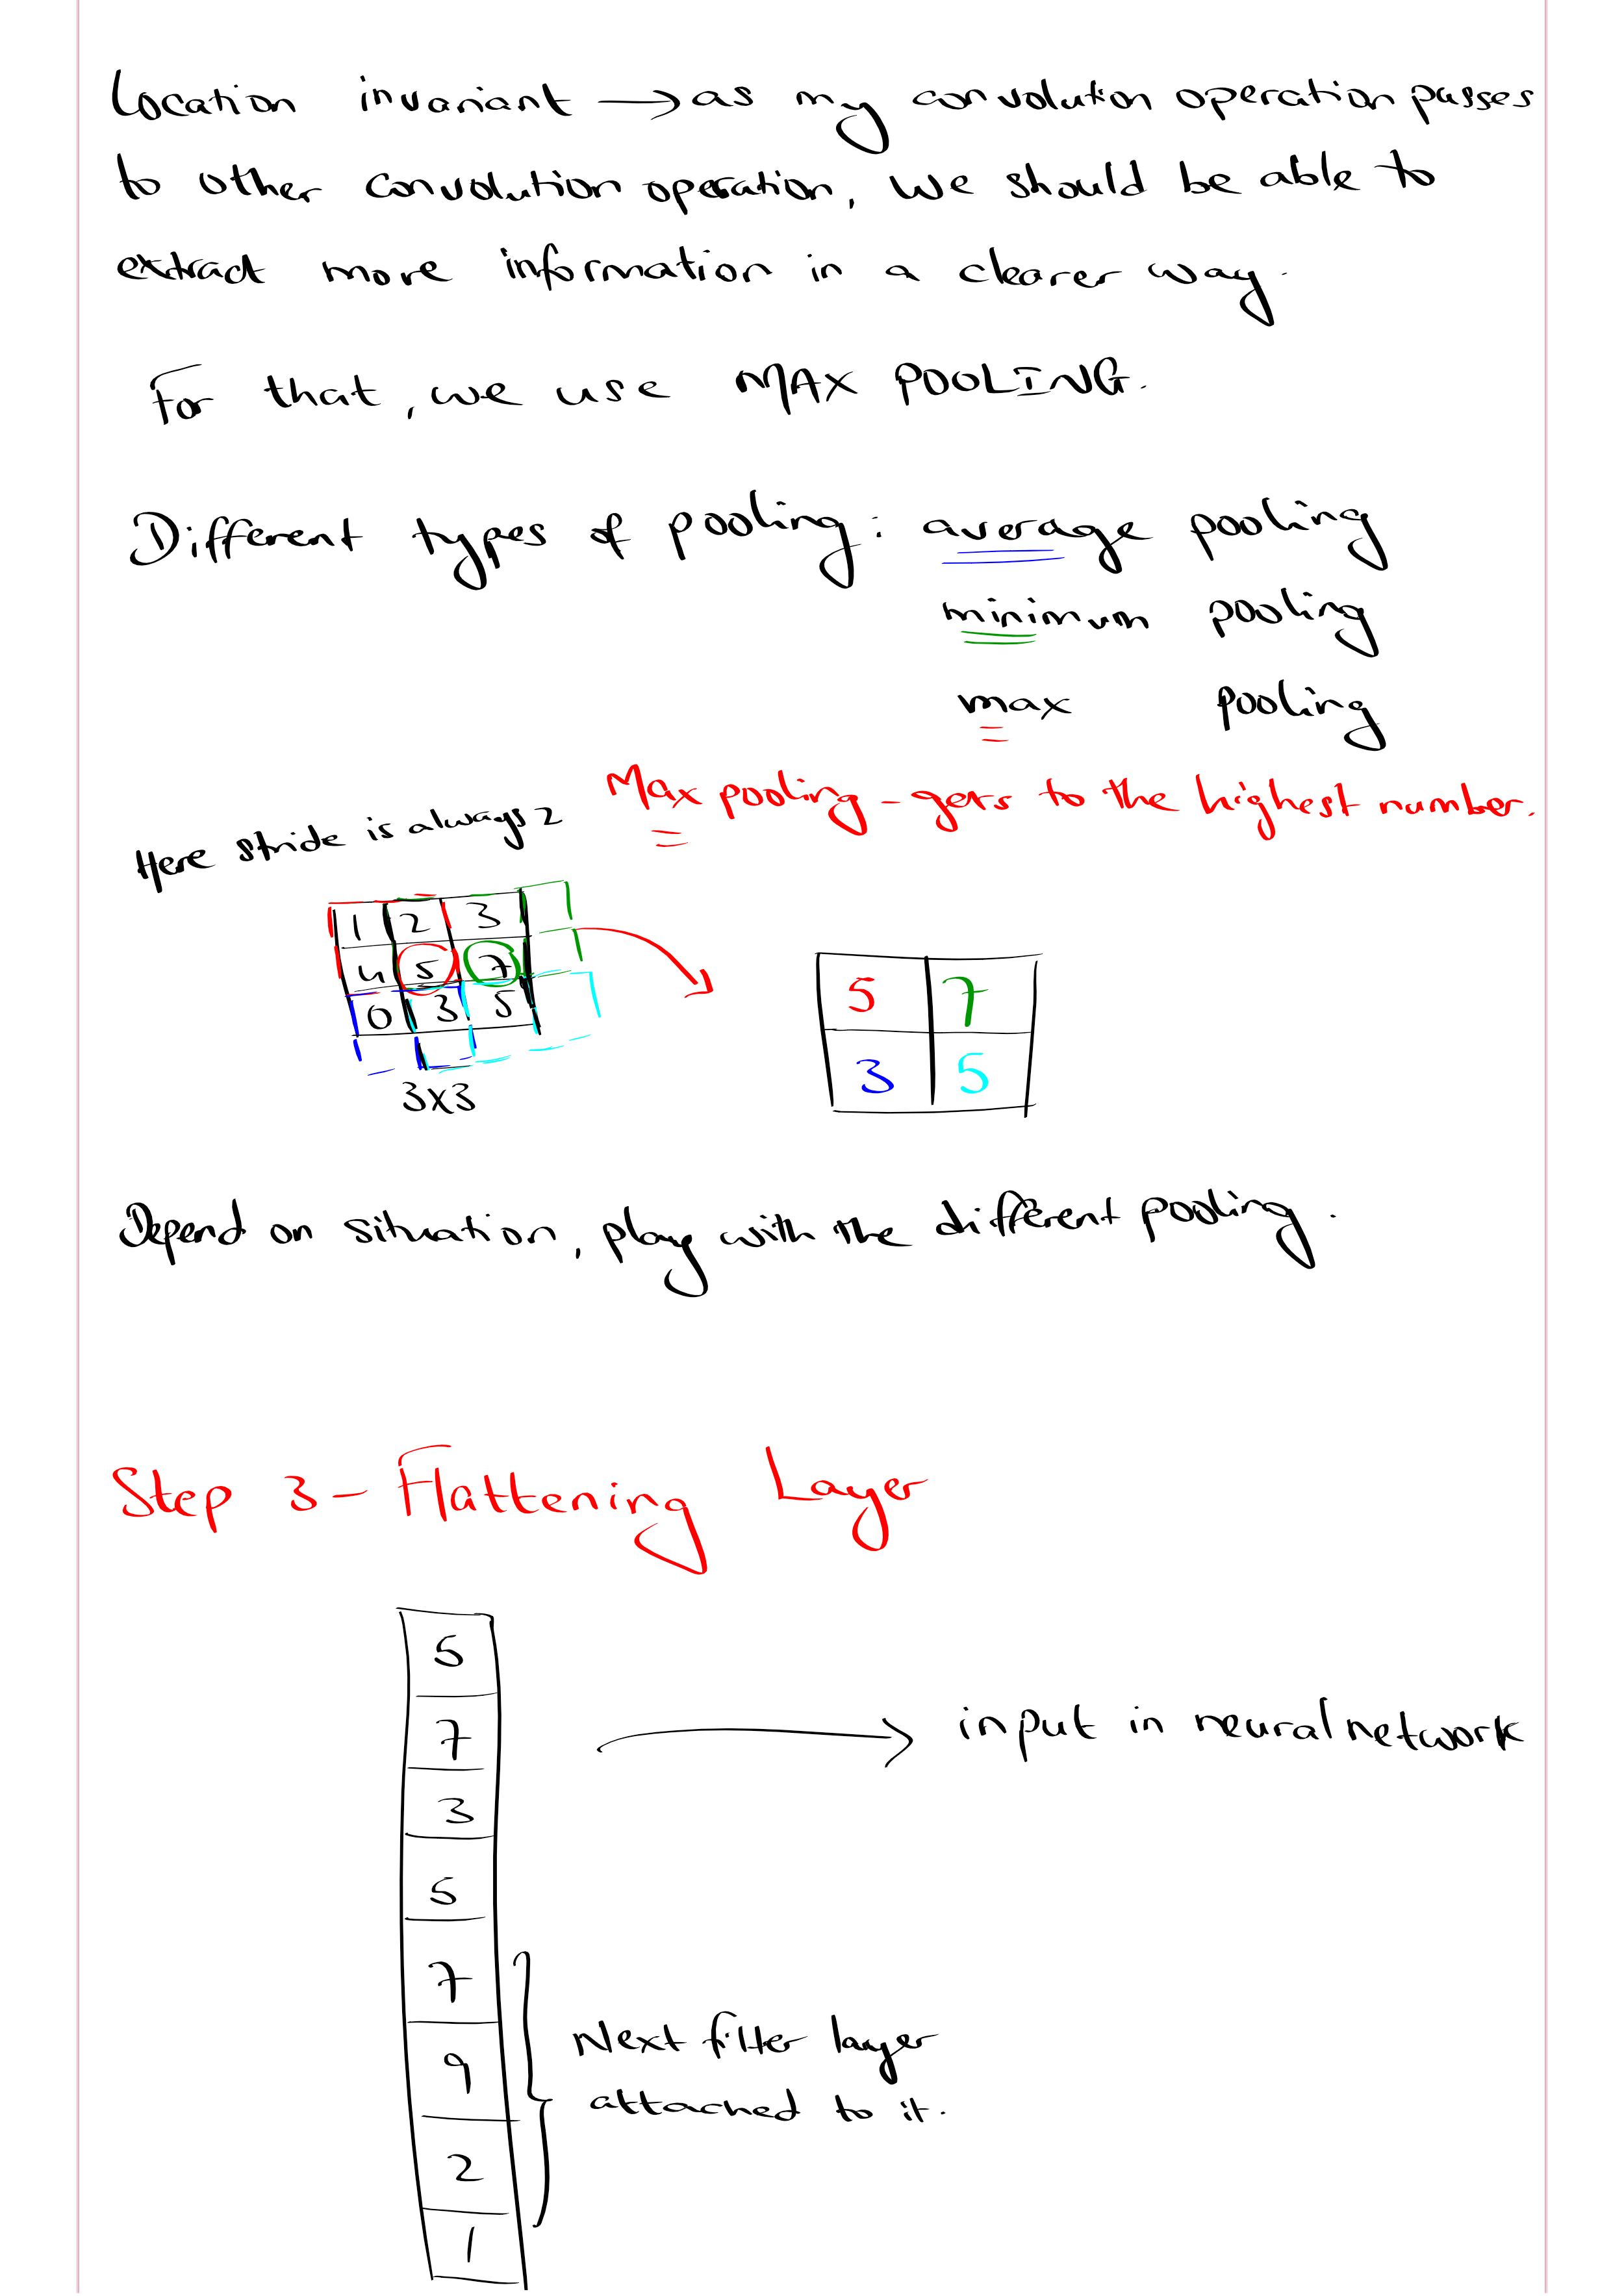 Location invariant → as my convolution operation passes
to other convolution operation, we should be able to
extract more information in a clearer way.
For that, we use MAX POOLING.
Different types of pooling: average pooling
minimum pooling
max pooling
Max pooling - gets to the highest number.
Here stride is always 2
1 2 3
4 5 7
0 3 5
3x3
5 7
3 5
Depend on situation, play with the different pooling.
Step 3 - Flattening Layer
5
7
→ input in neural network
3
5
7
9
Next filter layer
attached to it.
2
1